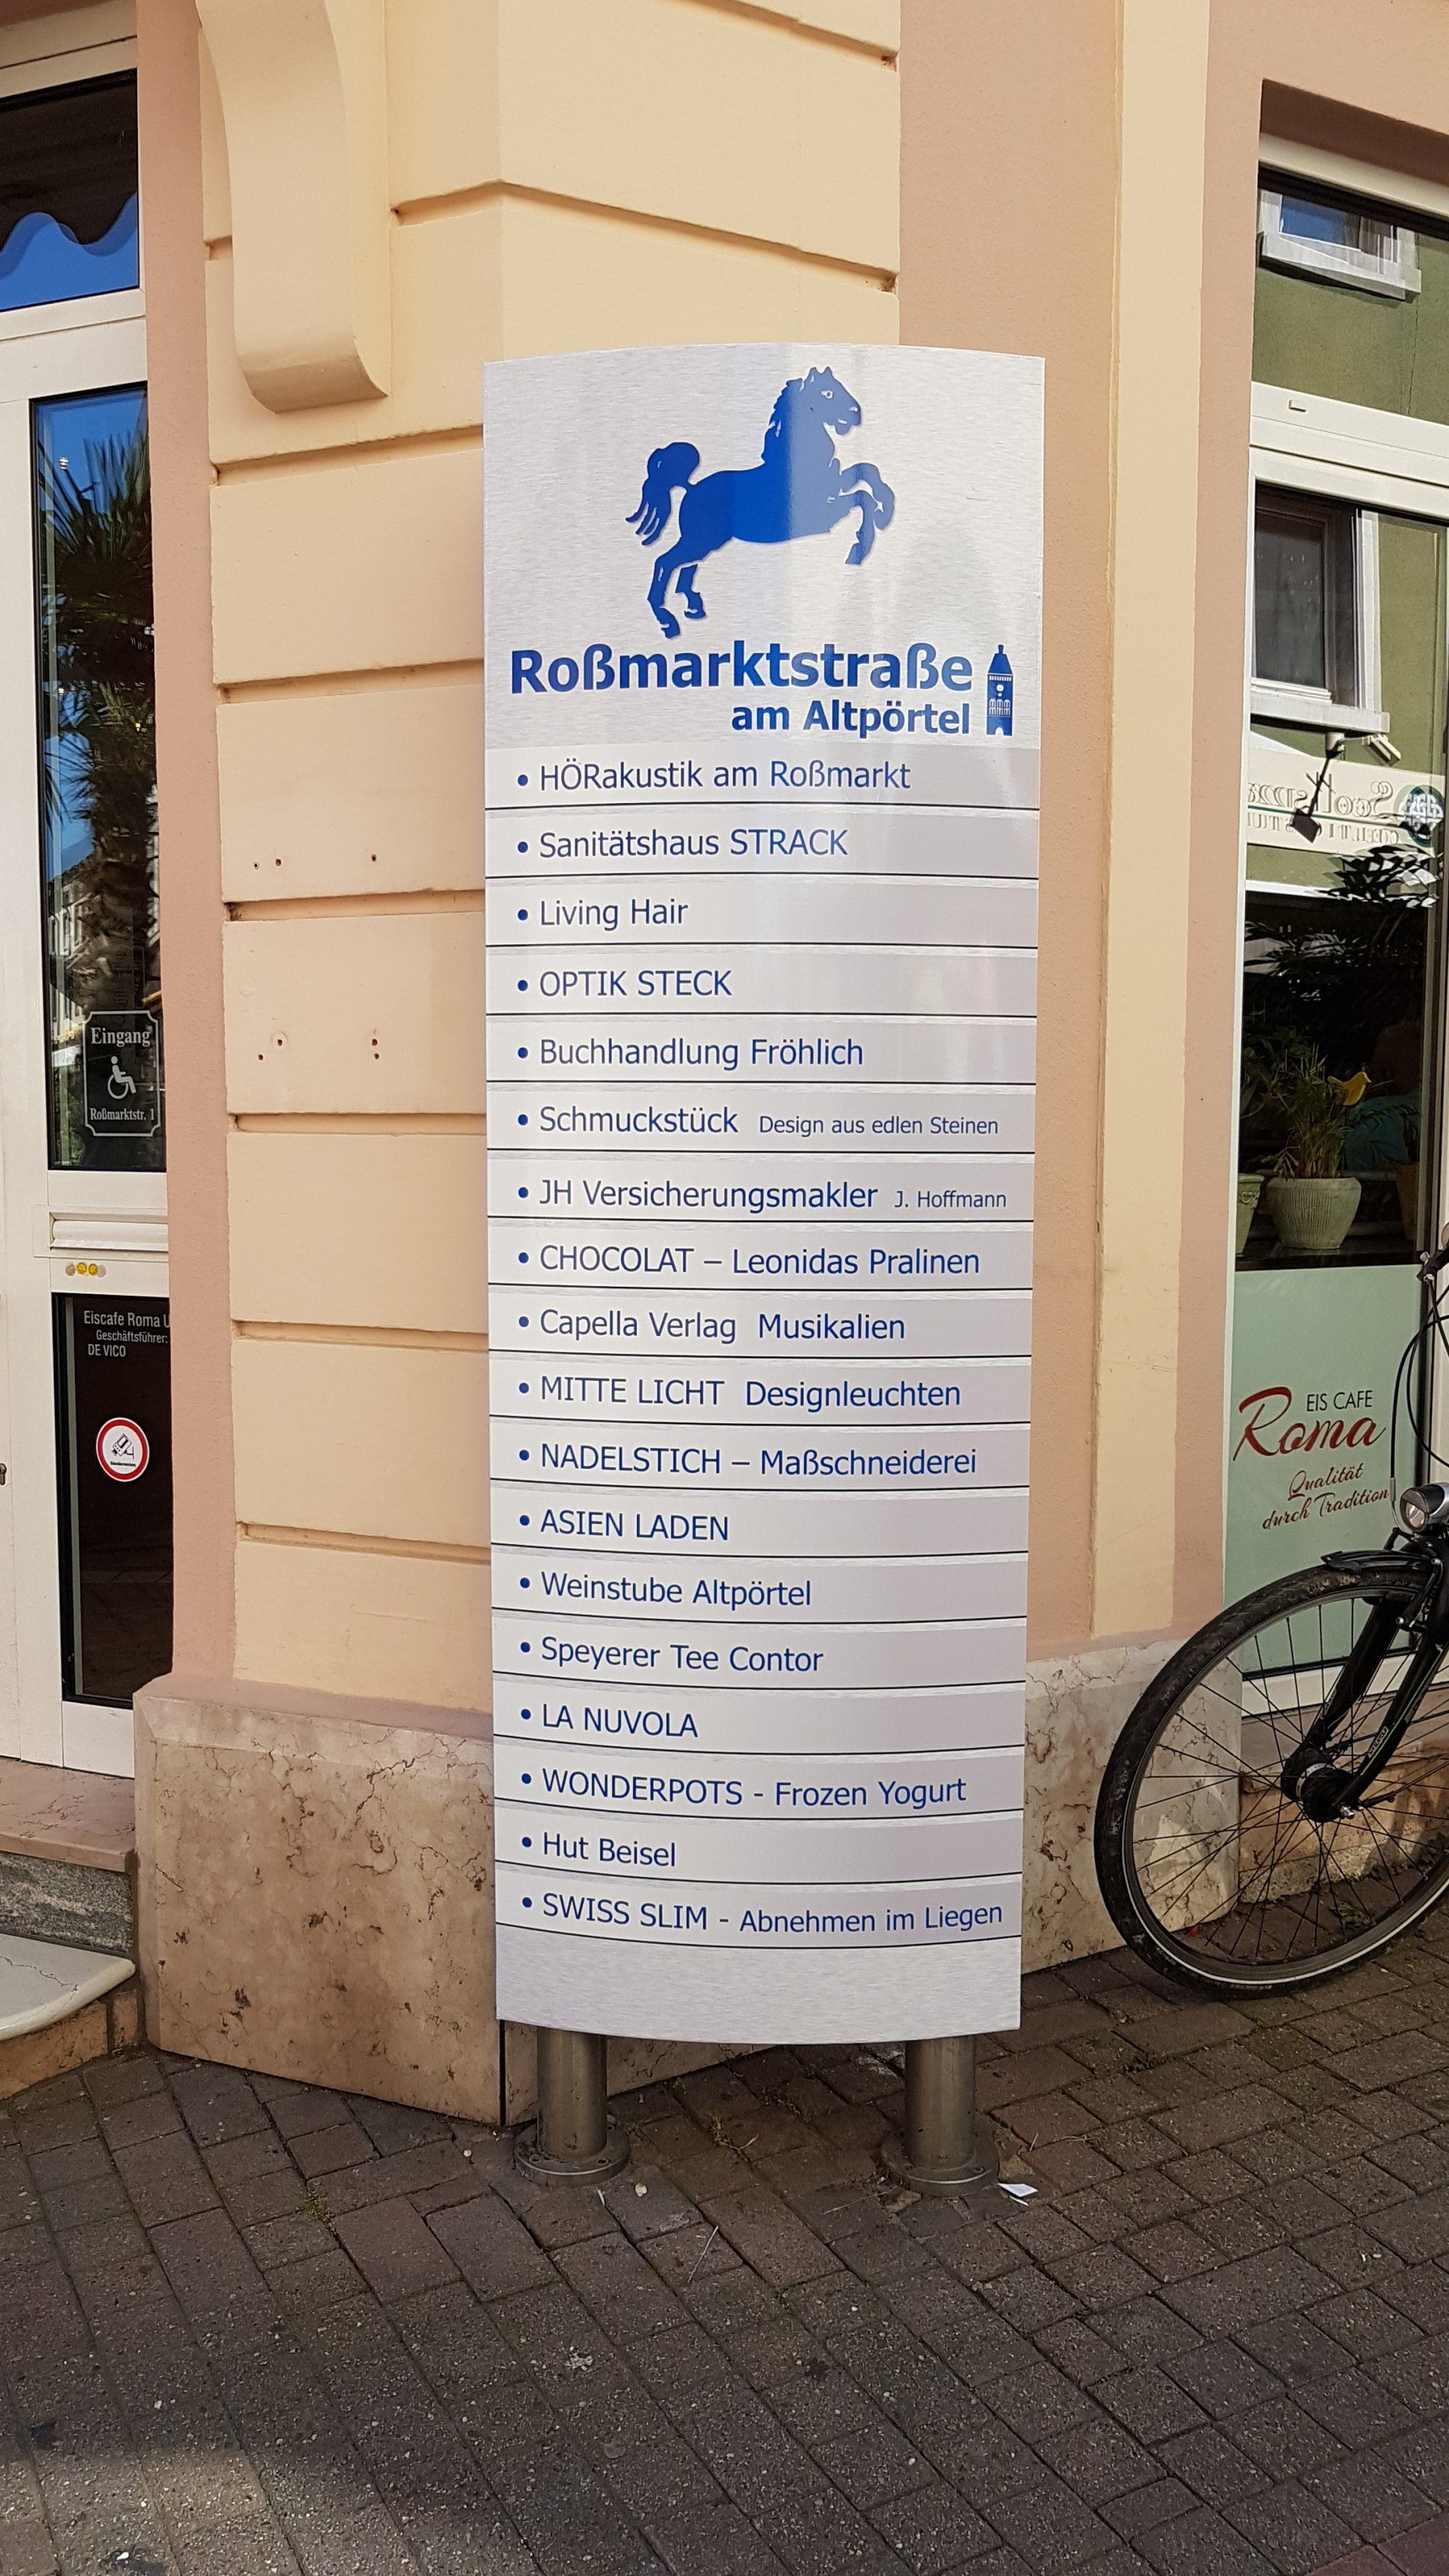 Roßmarktstraße
am Altpörtel
• HÖRakustik am Roßmarkt
• Sanitätshaus STRACK
• Living Hair
• OPTIK STECK
• Buchhandlung Fröhlich
• Schmuckstück Design aus edlen Steinen
• JH Versicherungsmakler J. Hoffmann
• CHOCOLAT – Leonidas Pralinen
• Capella Verlag Musikalien
• MITTE LICHT Designleuchten
• NADELSTICH – Maßschneiderei
• ASIEN LADEN
• Weinstube Altpörtel
• Speyerer Tee Contor
• LA NUVOLA
• WONDERPOTS - Frozen Yogurt
• Hut Beisel
• SWISS SLIM - Abnehmen im Liegen
Eingang
Roßmarktstr. 1
Eiscafe Roma U
Geschäftsführer:
DE VICO
EIS CAFE
Roma
Qualität
durch Tradition